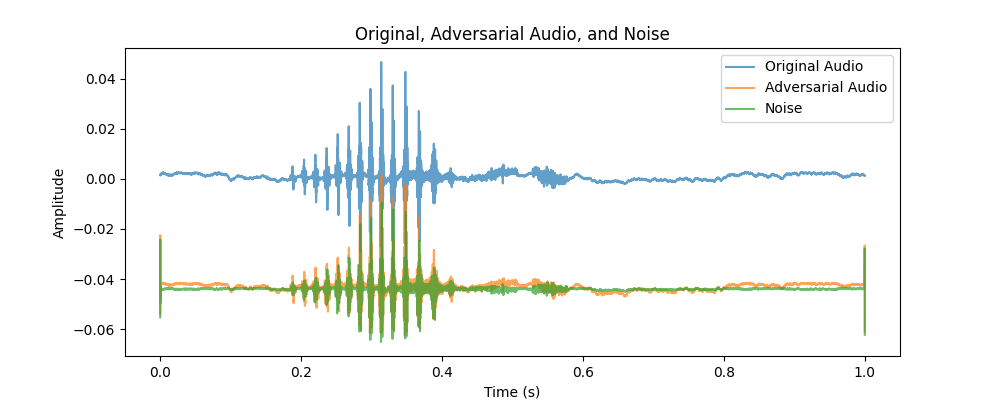 Original, Adversarial Audio, and Noise
Original Audio
Adversarial Audio
Noise
Amplitude
0.04
0.02
0.00
−0.02
−0.04
−0.06
0.0 0.2 0.4 0.6 0.8 1.0
Time (s)